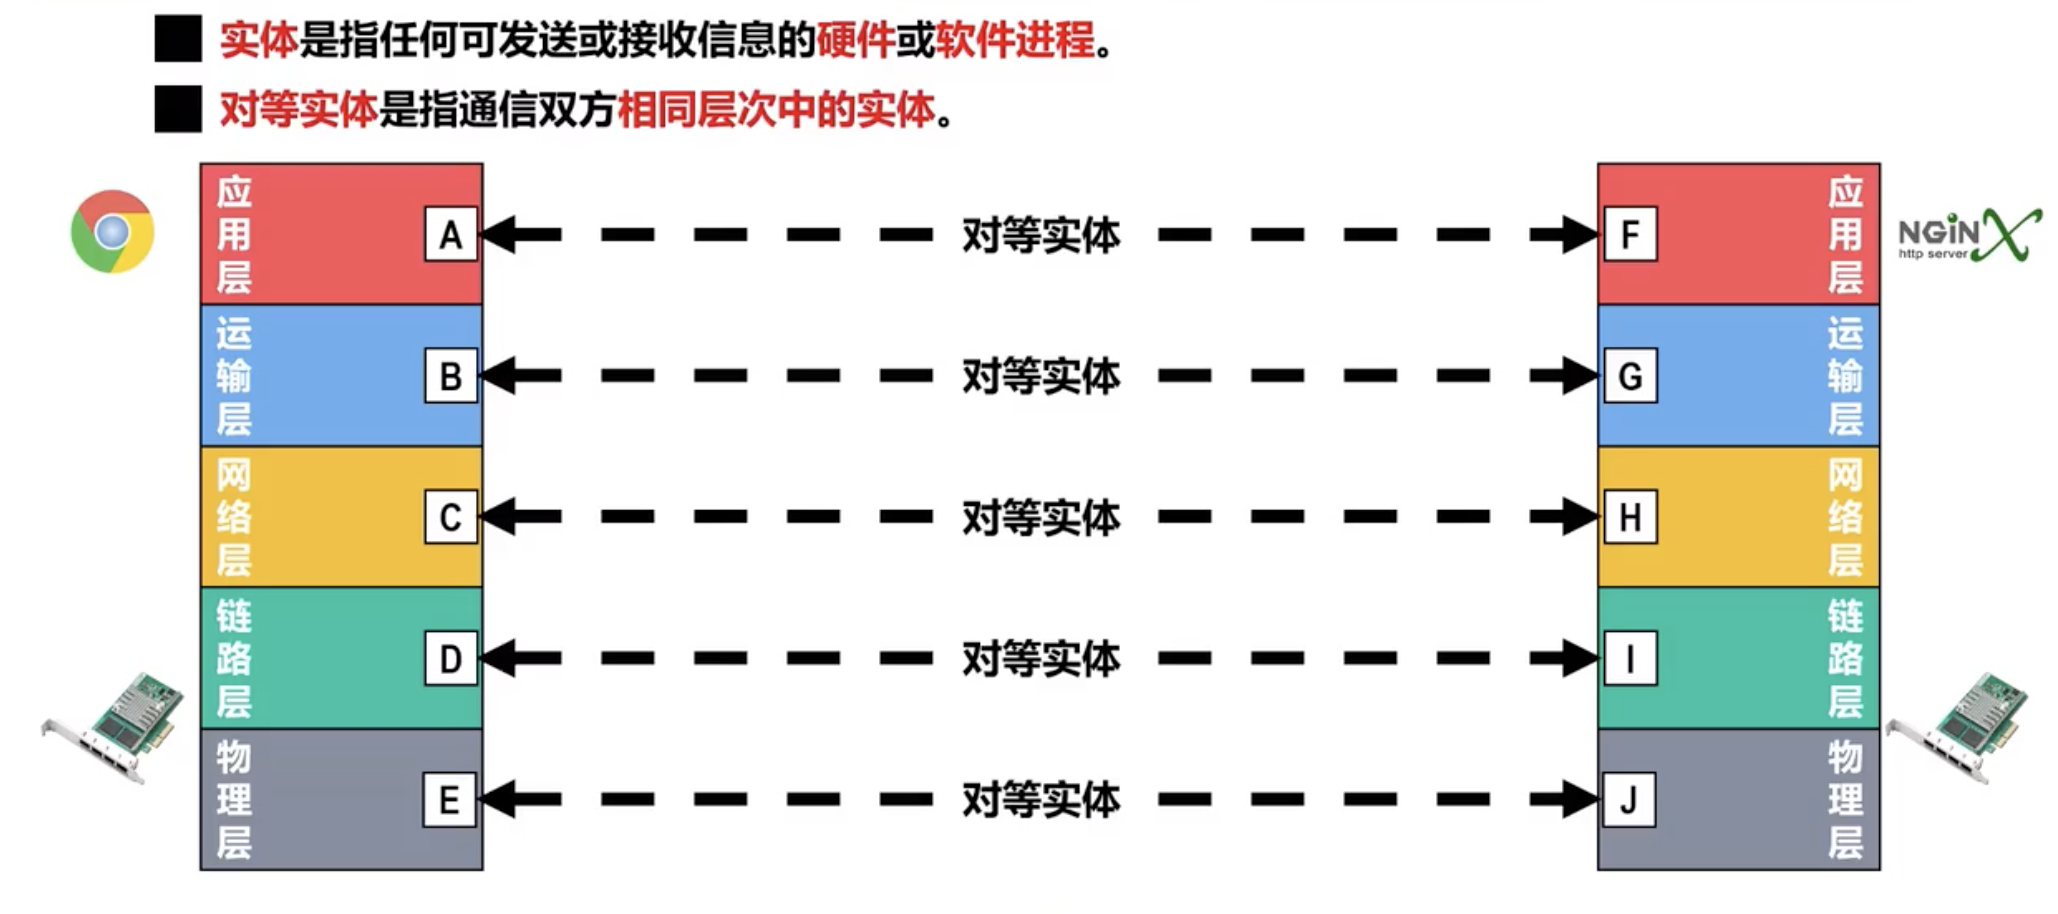 实体是指任何可发送或接收信息的硬件或软件进程。
对等实体是指通信双方相同层次中的实体。
应用层 A 对等实体 F 应用层
NGiNX
http server
运输层 B 对等实体 G 运输层
网络层 C 对等实体 H 网络层
链路层 D 对等实体 I 链路层
物理层 E 对等实体 J 物理层